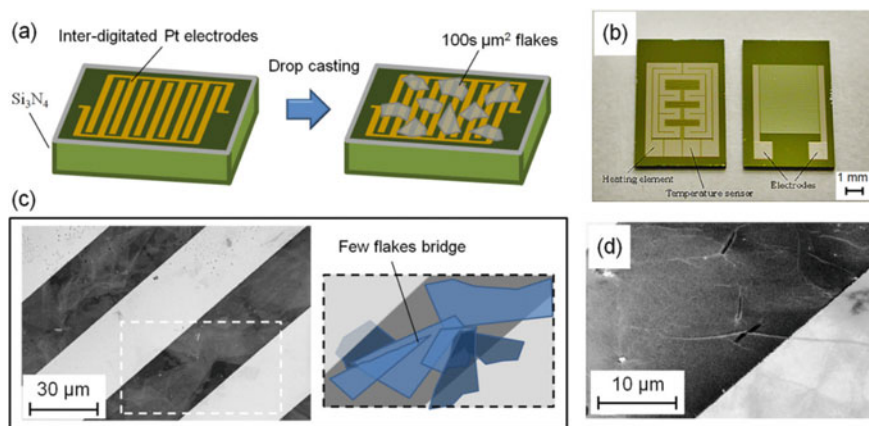 (a)
Inter-digitated Pt electrodes
Si₃N₄
Drop casting
100s µm² flakes
(b)
Heating element
Temperature sensor
Electrodes
1 mm
(c)
30 µm
Few flakes bridge
(d)
10 µm